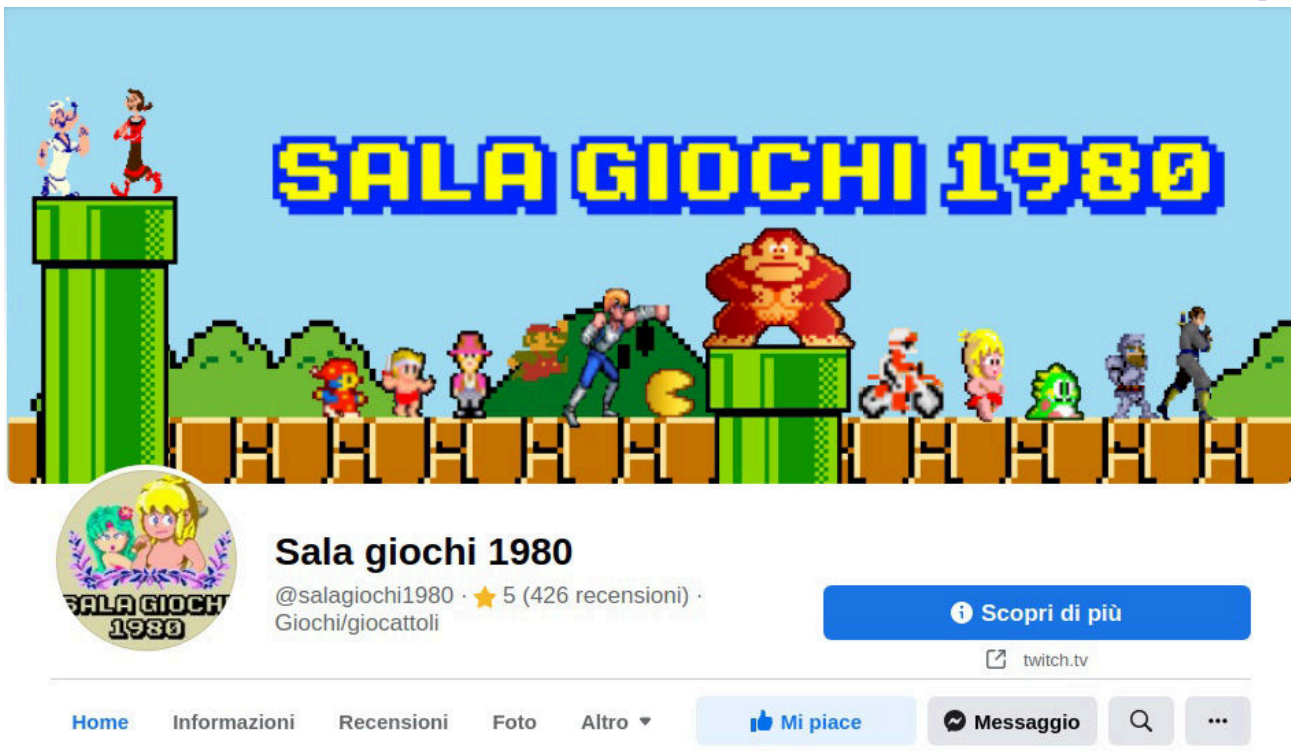 SALA GIOCHI 1980
SALA GIOCHI
1980
Sala giochi 1980
@salagiochi1980 · 5 (426 recensioni) ·
Giochi/giocattoli
Scopri di più
twitch.tv
Home Informazioni Recensioni Foto Altro Mi piace Messaggio